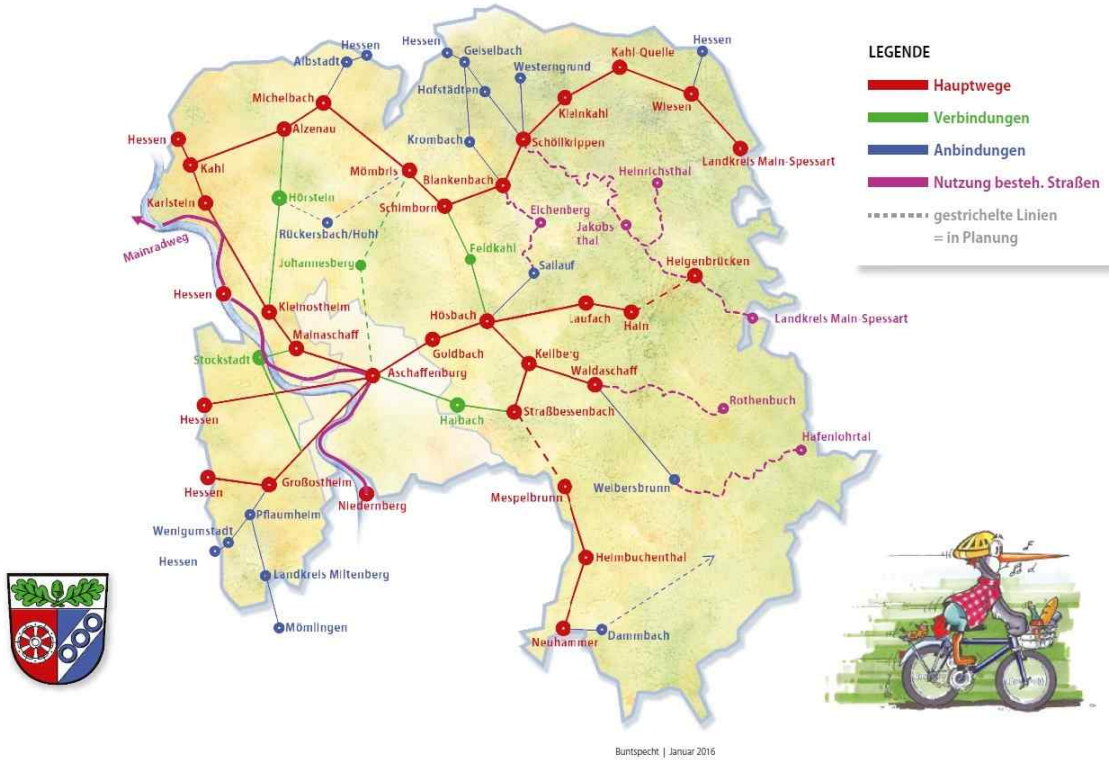 Hessen
Albstadt
Michelbach
Alzenau
Hessen
Kahl
Karlstein
Hörstein
Mömbris
Schimborn
Rückersbach/Hohl
Johannesberg
Mainradweg
Hessen
Kleinostheim
Mainaschaff
Stockstadt
Hessen
Geiselbach
Westerngrund
Hofstädten
Krombach
Blankenbach
Schöllkrippen
Kleinkahl
Kahl-Quelle
Hessen
Wiesen
Landkreis Main-Spessart
Heinrichsthal
Eichenberg
Jakobs
thal
Feldkahl
Sailauf
Heigenbrücken
Landkreis Main-Spessart
Hösbach
Laufach
Hain
Goldbach
Keilberg
Waldaschaff
Aschaffenburg
Haibach
Straßbessenbach
Rothenbuch
Hafenlohrtal
Weibersbrunn
Hessen
Hessen
Großostheim
Niedernberg
Pflaumheim
Wenigumstadt
Hessen
Landkreis Miltenberg
Mömlingen
Mespelbrunn
Heimbuchenthal
Neuhammer
Dammbach
LEGENDE
Hauptwege
Verbindungen
Anbindungen
Nutzung besteh. Straßen
gestrichelte Linien
= in Planung
Buntspecht | Januar 2016